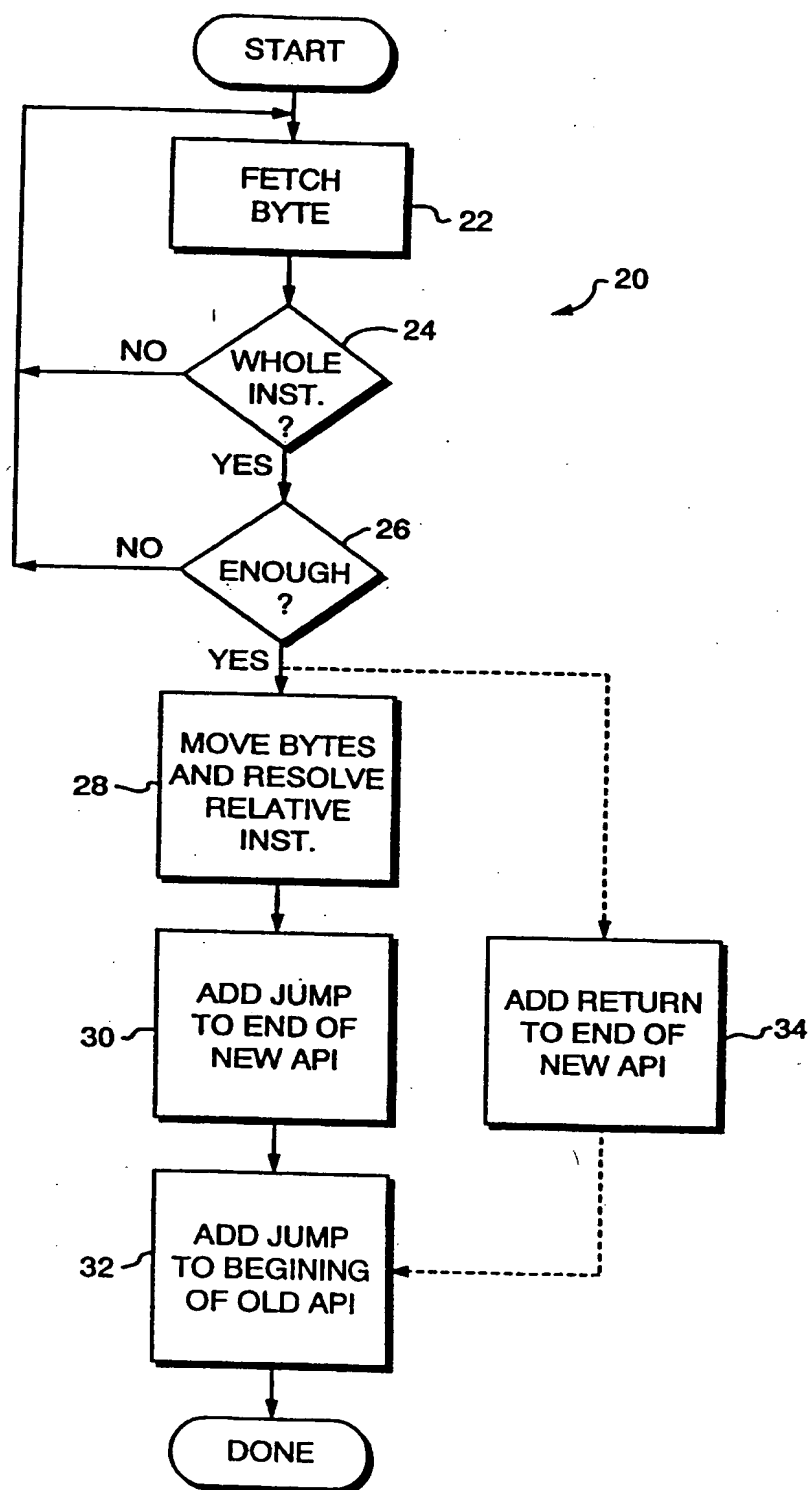 START
FETCH
BYTE
22
20
24
NO
WHOLE
INST.
?
YES
26
NO
ENOUGH
?
YES
28
MOVE BYTES
AND RESOLVE
RELATIVE
INST.
30
ADD JUMP
TO END OF
NEW API
ADD RETURN
TO END OF
NEW API
34
32
ADD JUMP
TO BEGINING
OF OLD API
DONE